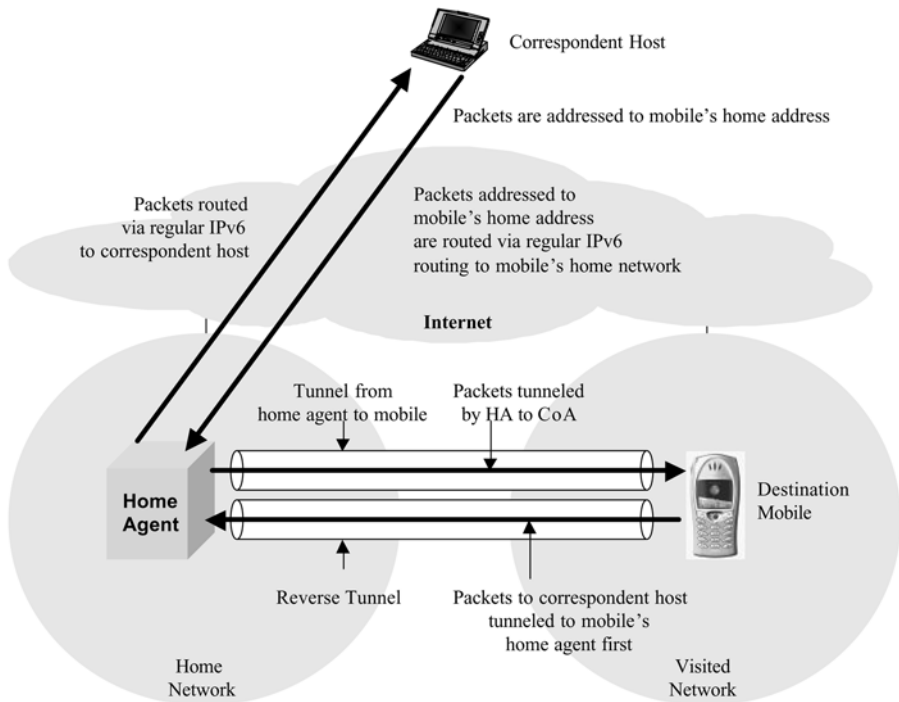 Correspondent Host
Packets are addressed to mobile's home address
Packets routed
via regular IPv6
to correspondent host
Packets addressed to
mobile's home address
are routed via regular IPv6
routing to mobile's home network
Internet
Tunnel from
home agent to mobile
Packets tunneled
by HA to CoA
Home
Agent
Destination
Mobile
Reverse Tunnel
Packets to correspondent host
tunneled to mobile's
home agent first
Home
Network
Visited
Network